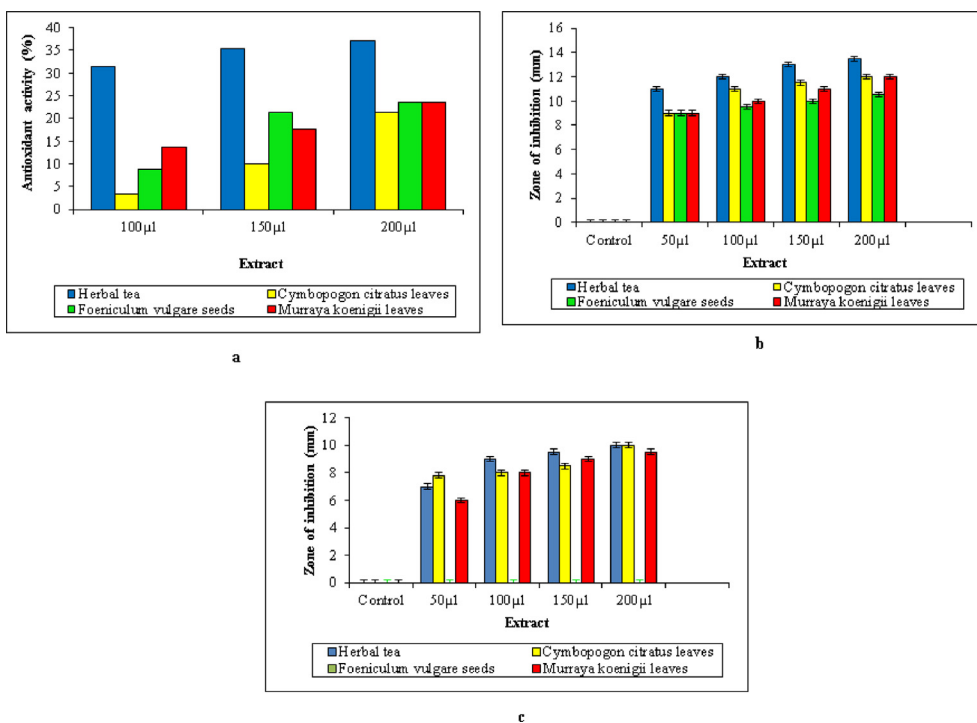 Antioxidant activity (%)
40
35
30
25
20
15
10
5
0
100µl 150µl 200µl
Extract
Herbal tea Cymbopogon citratus leaves
Foeniculum vulgare seeds Murraya koenigii leaves
a
Zone of inhibition (mm)
16
14
12
10
8
6
4
2
0
Control 50µl 100µl 150µl 200µl
Extract
Herbal tea Cymbopogon citratus leaves
Foeniculum vulgare seeds Murraya koenigii leaves
b
Zone of inhibition (mm)
12
10
8
6
4
2
0
Control 50µl 100µl 150µl 200µl
Extract
Herbal tea Cymbopogon citratus leaves
Foeniculum vulgare seeds Murraya koenigii leaves
c